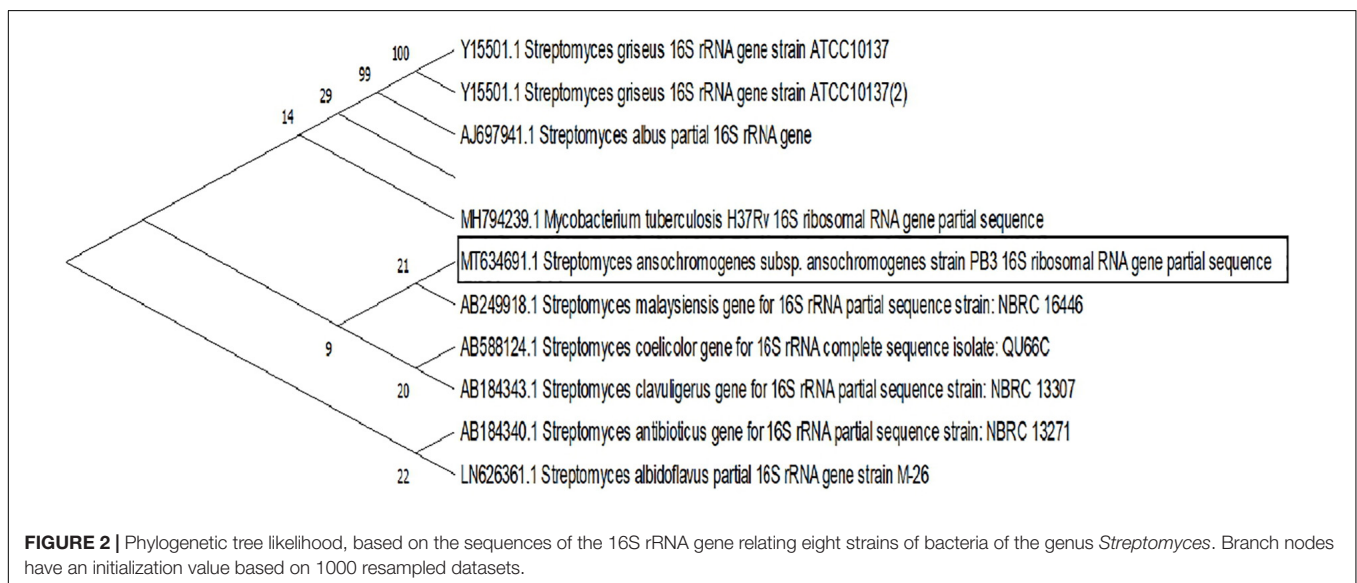 100
Y15501.1 Streptomyces griseus 16S rRNA gene strain ATCC10137
99
Y15501.1 Streptomyces griseus 16S rRNA gene strain ATCC10137(2)
29
AJ697941.1 Streptomyces albus partial 16S rRNA gene
14
MH794239.1 Mycobacterium tuberculosis H37Rv 16S ribosomal RNA gene partial sequence
21
MT634691.1 Streptomyces ansochromogenes subsp. ansochromogenes strain PB3 16S ribosomal RNA gene partial sequence
AB249918.1 Streptomyces malaysiensis gene for 16S rRNA partial sequence strain: NBRC 16446
9
AB588124.1 Streptomyces coelicolor gene for 16S rRNA complete sequence isolate: QU66C
20
AB184343.1 Streptomyces clavuligerus gene for 16S rRNA partial sequence strain: NBRC 13307
AB184340.1 Streptomyces antibioticus gene for 16S rRNA partial sequence strain: NBRC 13271
22
LN626361.1 Streptomyces albidoflavus partial 16S rRNA gene strain M-26
FIGURE 2 | Phylogenetic tree likelihood, based on the sequences of the 16S rRNA gene relating eight strains of bacteria of the genus Streptomyces. Branch nodes
have an initialization value based on 1000 resampled datasets.